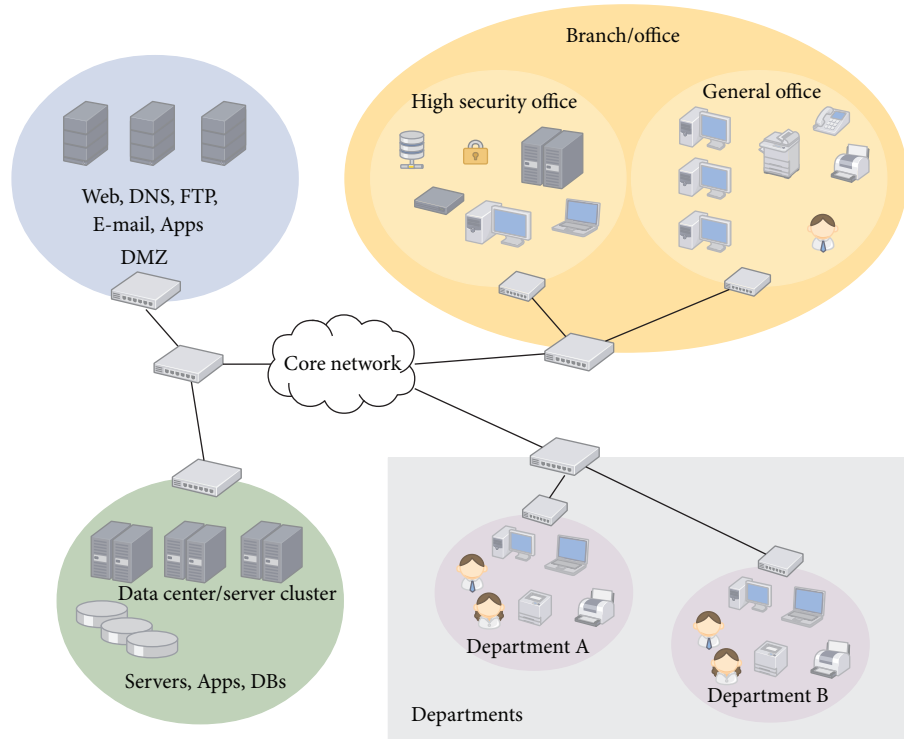 Branch/office
High security office
General office
Web, DNS, FTP,
E-mail, Apps
DMZ
Core network
Data center/server cluster
Servers, Apps, DBs
Department A
Department B
Departments